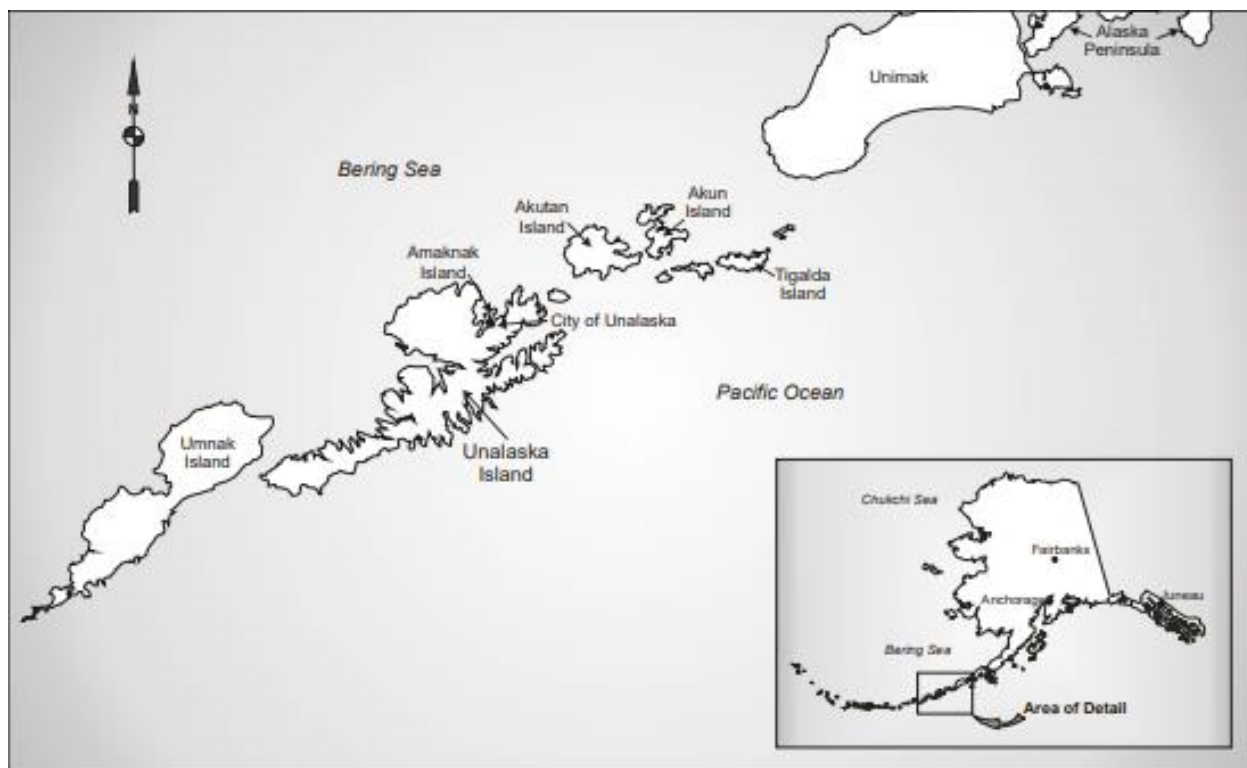 Alaska
Peninsula
Unimak
N
Bering Sea
Akun
Island
Akutan
Island
Amaknak
Island
Tigalda
Island
City of Unalaska
Pacific Ocean
Umnak
Island
Unalaska
Island
Chukchi Sea
Fairbanks
Anchorage
Juneau
Bering Sea
Area of Detail